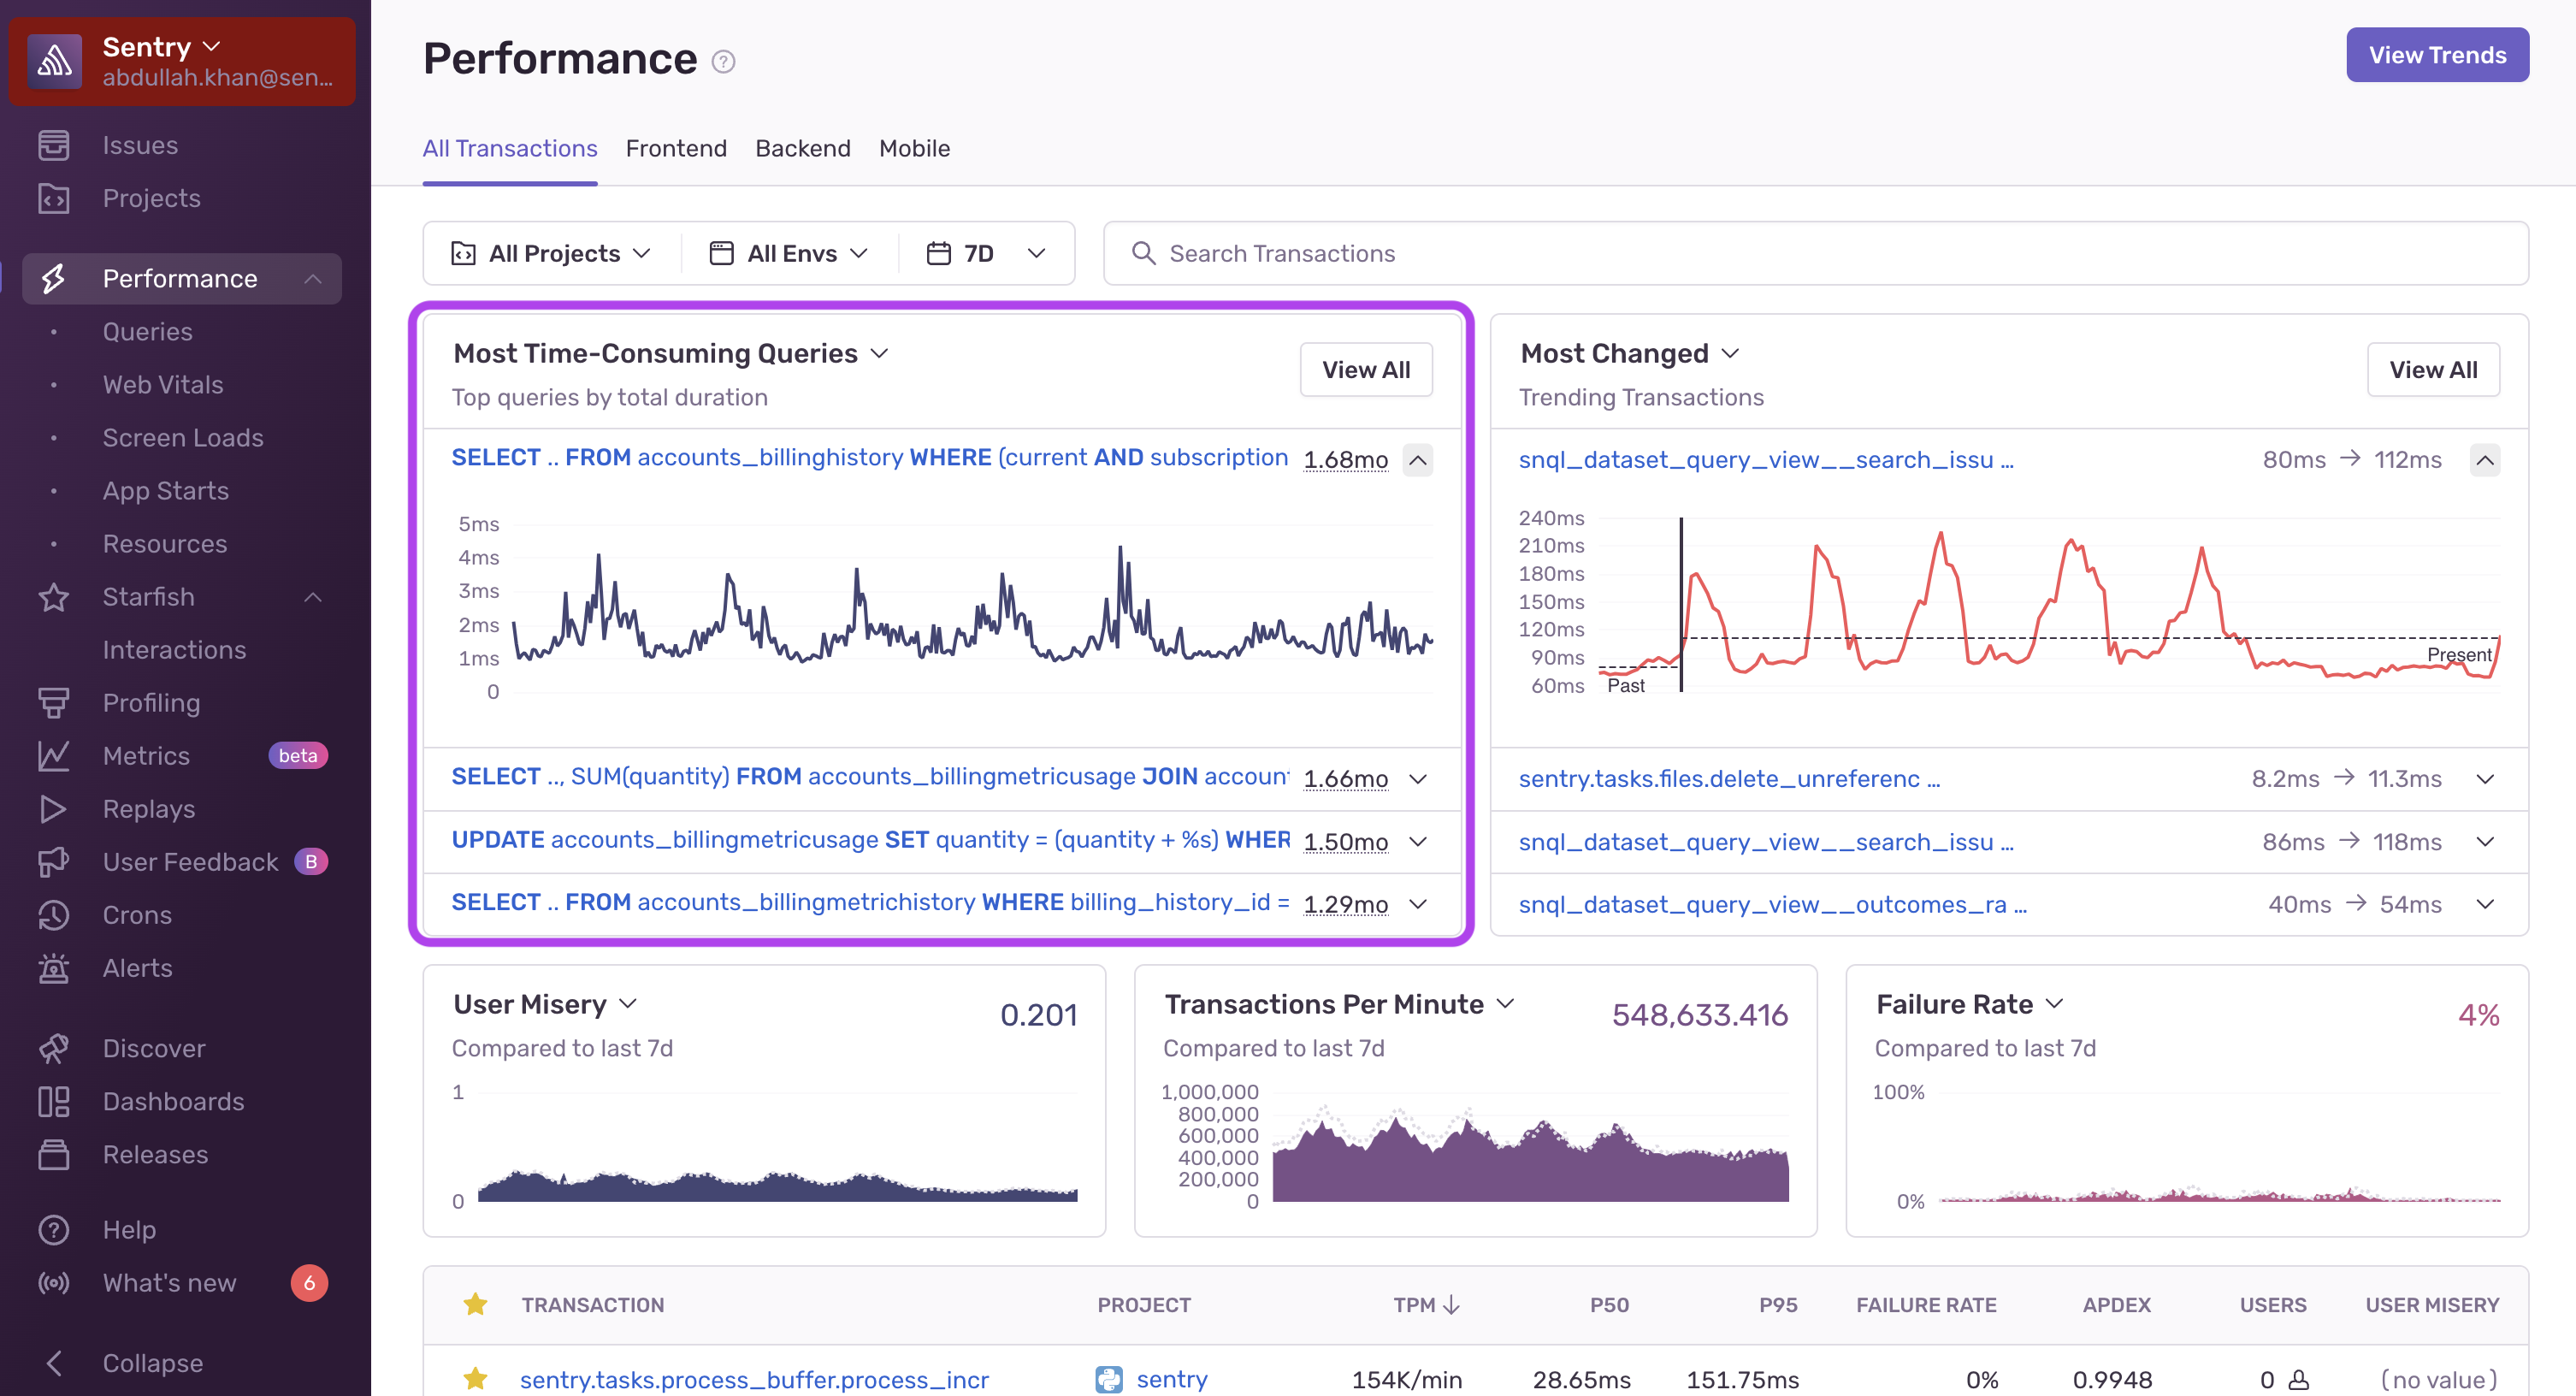 Sentry
abdullah.khan@sen...
Issues
Projects
Performance
Queries
Web Vitals
Screen Loads
App Starts
Resources
Starfish
Interactions
Profiling
Metrics beta
Replays
User Feedback B
Crons
Alerts
Discover
Dashboards
Releases
Help
What's new 6
Collapse
Performance ?
View Trends
All Transactions Frontend Backend Mobile
All Projects All Envs 7D Search Transactions
Most Time-Consuming Queries
Top queries by total duration
View All
SELECT .. FROM accounts_billinghistory WHERE (current AND subscription 1.68mo
5ms
4ms
3ms
2ms
1ms
0
SELECT .., SUM(quantity) FROM accounts_billingmetricusage JOIN accoun 1.66mo
UPDATE accounts_billingmetricusage SET quantity = (quantity + %s) WHER 1.50mo
SELECT .. FROM accounts_billingmetrichistory WHERE billing_history_id = 1.29mo
Most Changed
Trending Transactions
View All
snql_dataset_query_view__search_issu ... 80ms → 112ms
240ms
210ms
180ms
150ms
120ms
90ms
60ms
Past
Present
sentry.tasks.files.delete_unreferenc ... 8.2ms → 11.3ms
snql_dataset_query_view__search_issu ... 86ms → 118ms
snql_dataset_query_view__outcomes_ra ... 40ms → 54ms
User Misery 0.201
Compared to last 7d
1
0
Transactions Per Minute 548,633.416
Compared to last 7d
1,000,000
800,000
600,000
400,000
200,000
0
Failure Rate 4%
Compared to last 7d
100%
0%
TRANSACTION PROJECT TPM ↓ P50 P95 FAILURE RATE APDEX USERS USER MISERY
sentry.tasks.process_buffer.process_incr sentry 154K/min 28.65ms 151.75ms 0% 0.9948 0 (no value)